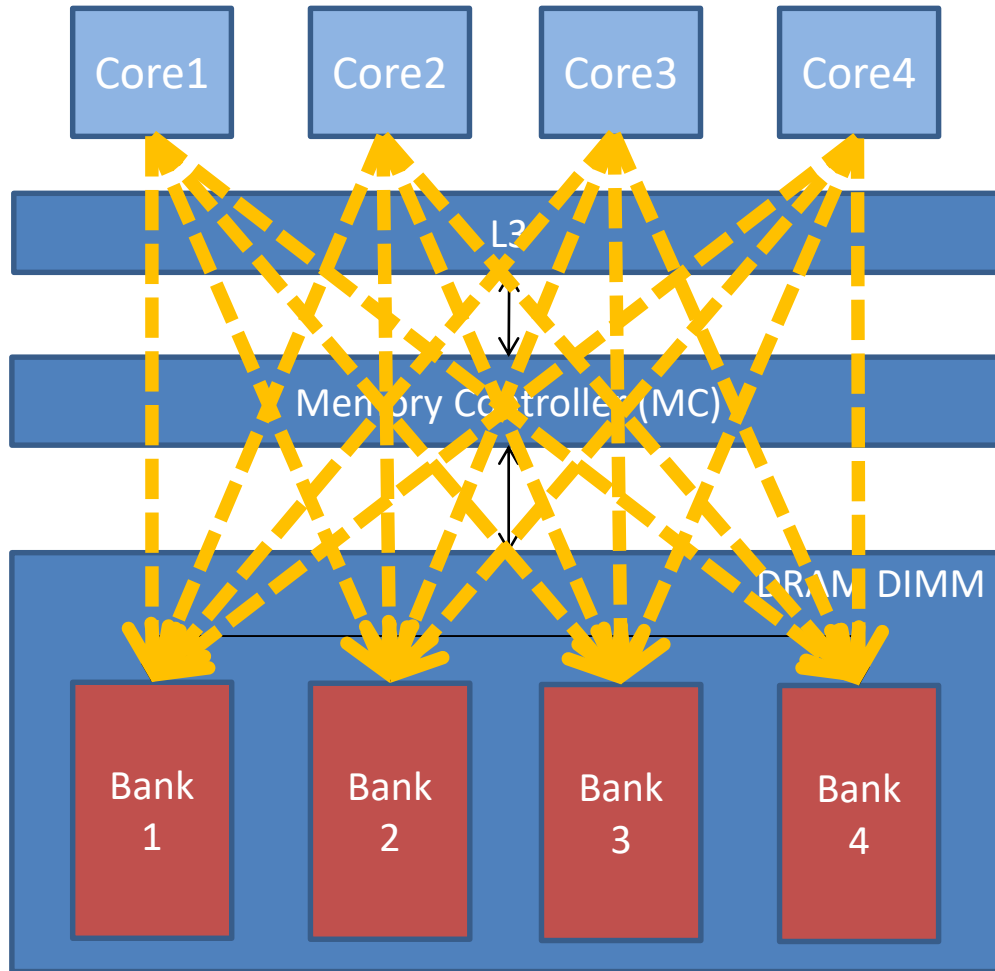 Core1
Core2
Core3
Core4
L3
Memory Controller (MC)
DRAM DIMM
Bank
1
Bank
2
Bank
3
Bank
4